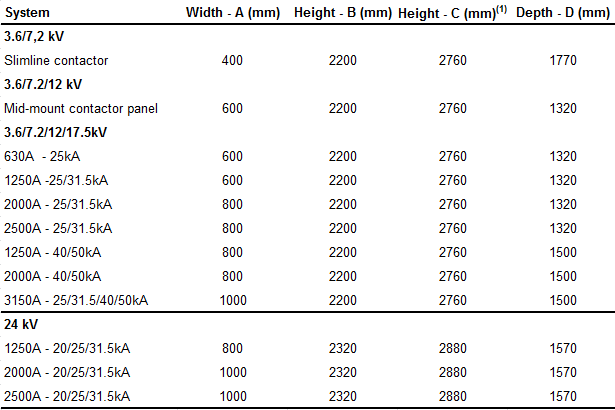 System Width - A (mm) Height - B (mm) Height - C (mm)(1) Depth - D (mm)
3.6/7,2 kV
Slimline contactor 400 2200 2760 1770
3.6/7.2/12 kV
Mid-mount contactor panel 600 2200 2760 1320
3.6/7.2/12/17.5kV
630A - 25kA 600 2200 2760 1320
1250A -25/31.5kA 600 2200 2760 1320
2000A - 25/31.5kA 800 2200 2760 1320
2500A - 25/31.5kA 800 2200 2760 1320
1250A - 40/50kA 800 2200 2760 1500
2000A - 40/50kA 800 2200 2760 1500
3150A - 25/31.5/40/50kA 1000 2200 2760 1500
24 kV
1250A - 20/25/31.5kA 800 2320 2880 1570
2000A - 20/25/31.5kA 1000 2320 2880 1570
2500A - 20/25/31.5kA 1000 2320 2880 1570